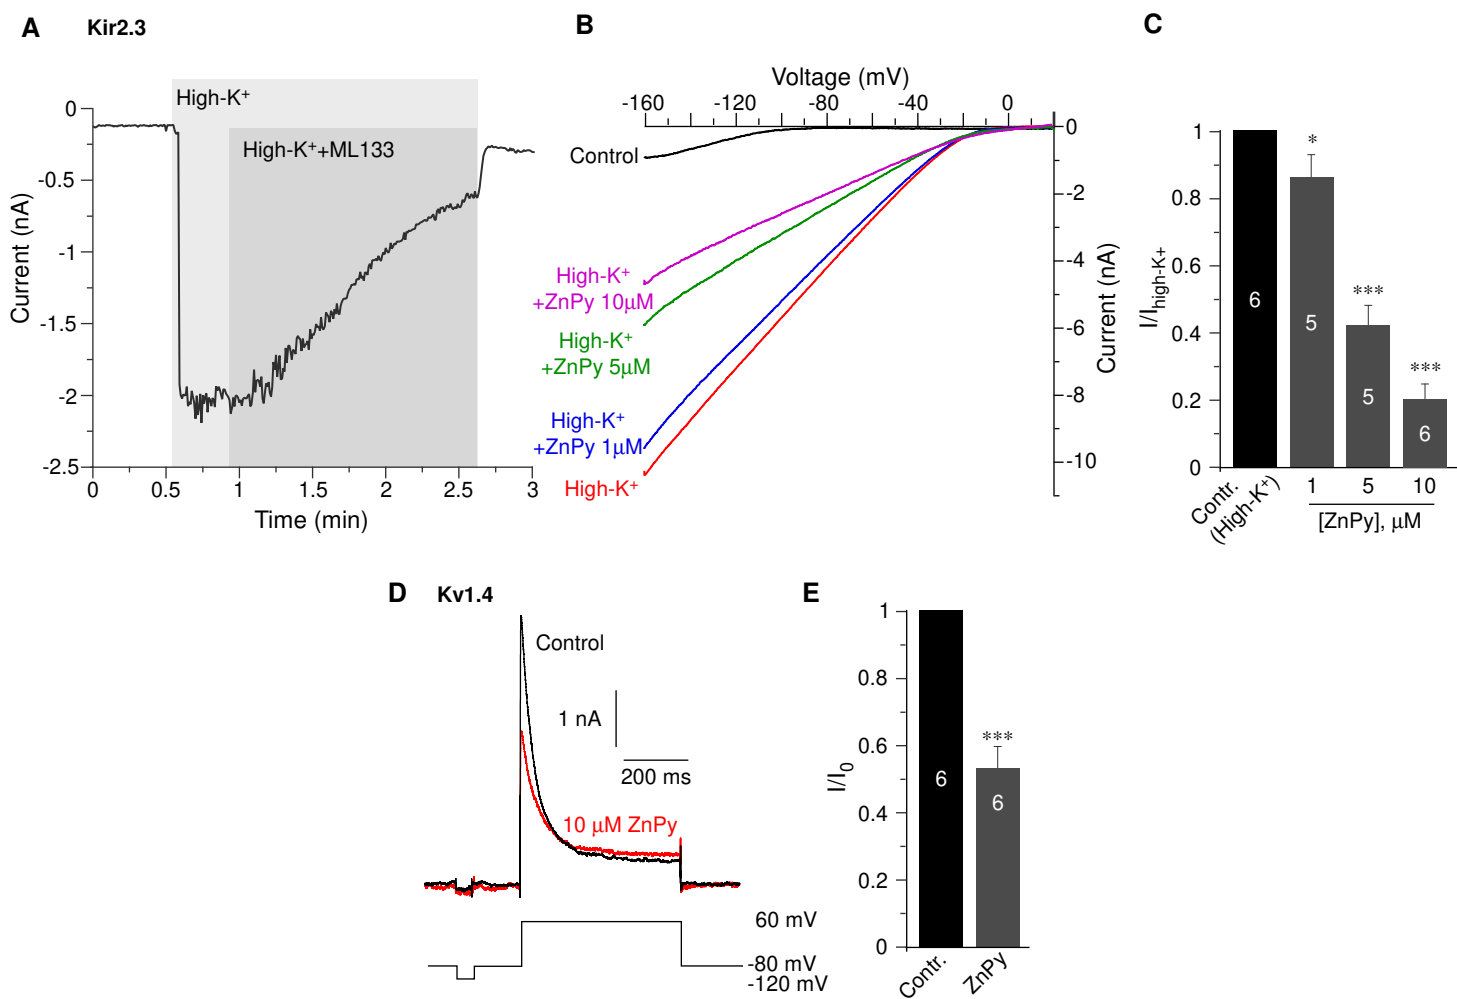 A
Kir2.3
High-K⁺
High-K⁺+ML133
0
-0.5
-1
-1.5
-2
-2.5
Current (nA)
0
0.5
1
1.5
2
2.5
3
Time (min)
B
Voltage (mV)
-160
-120
-80
-40
0
Control
High-K⁺
+ZnPy 10μM
High-K⁺
+ZnPy 5μM
High-K⁺
+ZnPy 1μM
High-K⁺
0
-2
-4
-6
-8
-10
Current (nA)
C
1
0.8
0.6
0.4
0.2
0
I/I high-K+
*
***
***
6
5
5
6
Contr.
(High-K⁺)
1
5
10
[ZnPy], μM
D
Kv1.4
Control
1 nA
200 ms
10 μM ZnPy
60 mV
-80 mV
-120 mV
E
1
0.8
0.6
0.4
0.2
0
I/I₀
***
6
6
Contr.
ZnPy